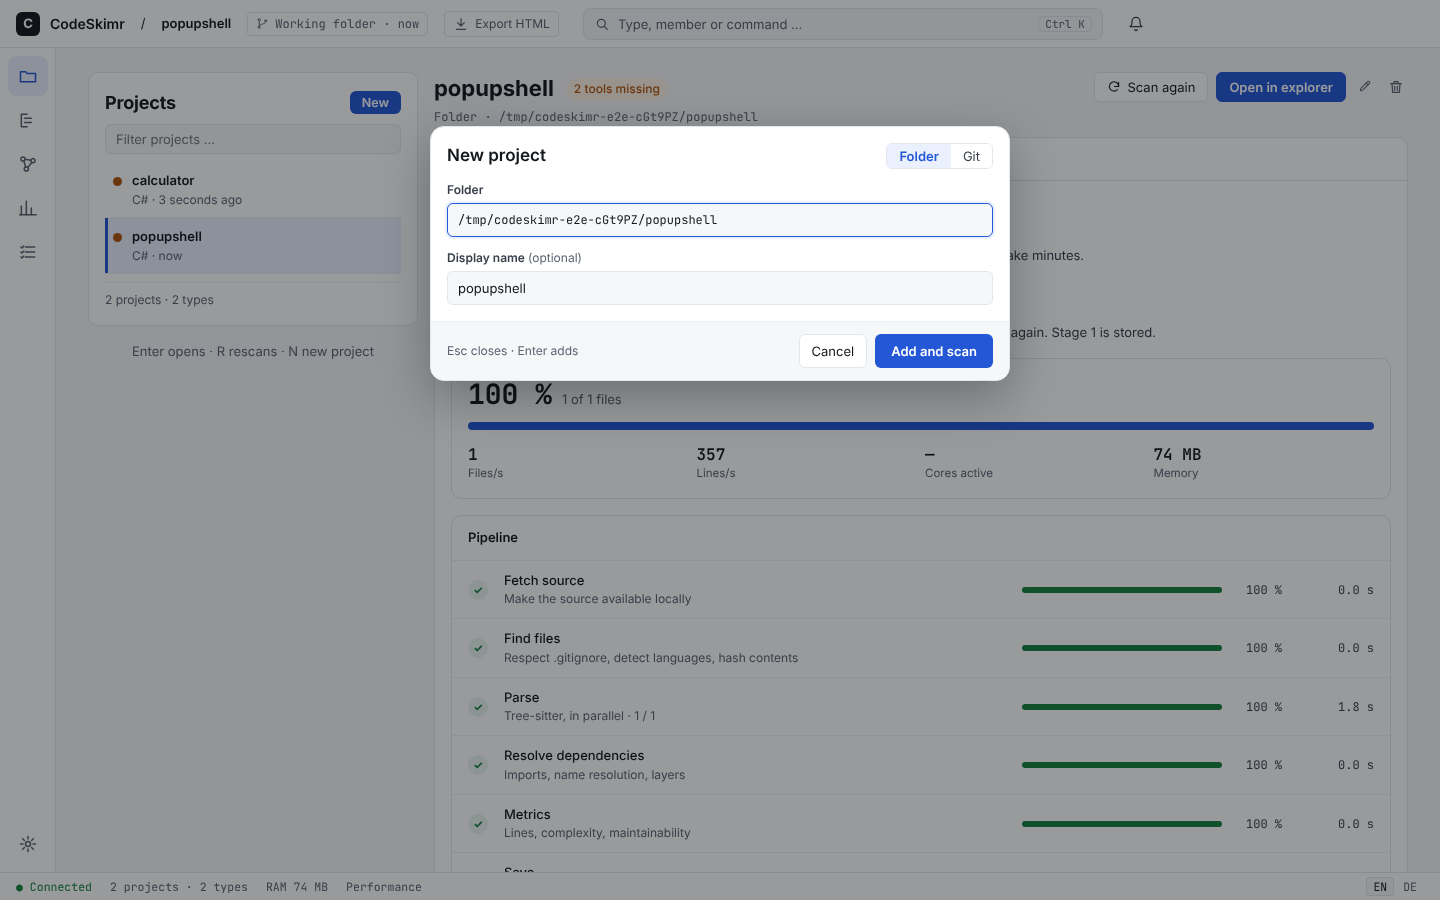 C CodeSkimr / popupshell Working folder · now Export HTML Type, member or command ... Ctrl K
Projects New
Filter projects ...
calculator
C# · 3 seconds ago
popupshell
C# · now
2 projects · 2 types
Enter opens · R rescans · N new project
popupshell 2 tools missing Scan again Open in explorer
Folder · /tmp/codeskimr-e2e-cGt9PZ/popupshell
New project Folder Git
Folder
/tmp/codeskimr-e2e-cGt9PZ/popupshell
Display name (optional)
popupshell
Esc closes · Enter adds Cancel Add and scan
ake minutes.
again. Stage 1 is stored.
100 % 1 of 1 files
1 357 – 74 MB
Files/s Lines/s Cores active Memory
Pipeline
Fetch source
Make the source available locally 100 % 0.0 s
Find files
Respect .gitignore, detect languages, hash contents 100 % 0.0 s
Parse
Tree-sitter, in parallel · 1 / 1 100 % 1.8 s
Resolve dependencies
Imports, name resolution, layers 100 % 0.0 s
Metrics
Lines, complexity, maintainability 100 % 0.0 s
Save
Connected 2 projects · 2 types RAM 74 MB Performance EN DE